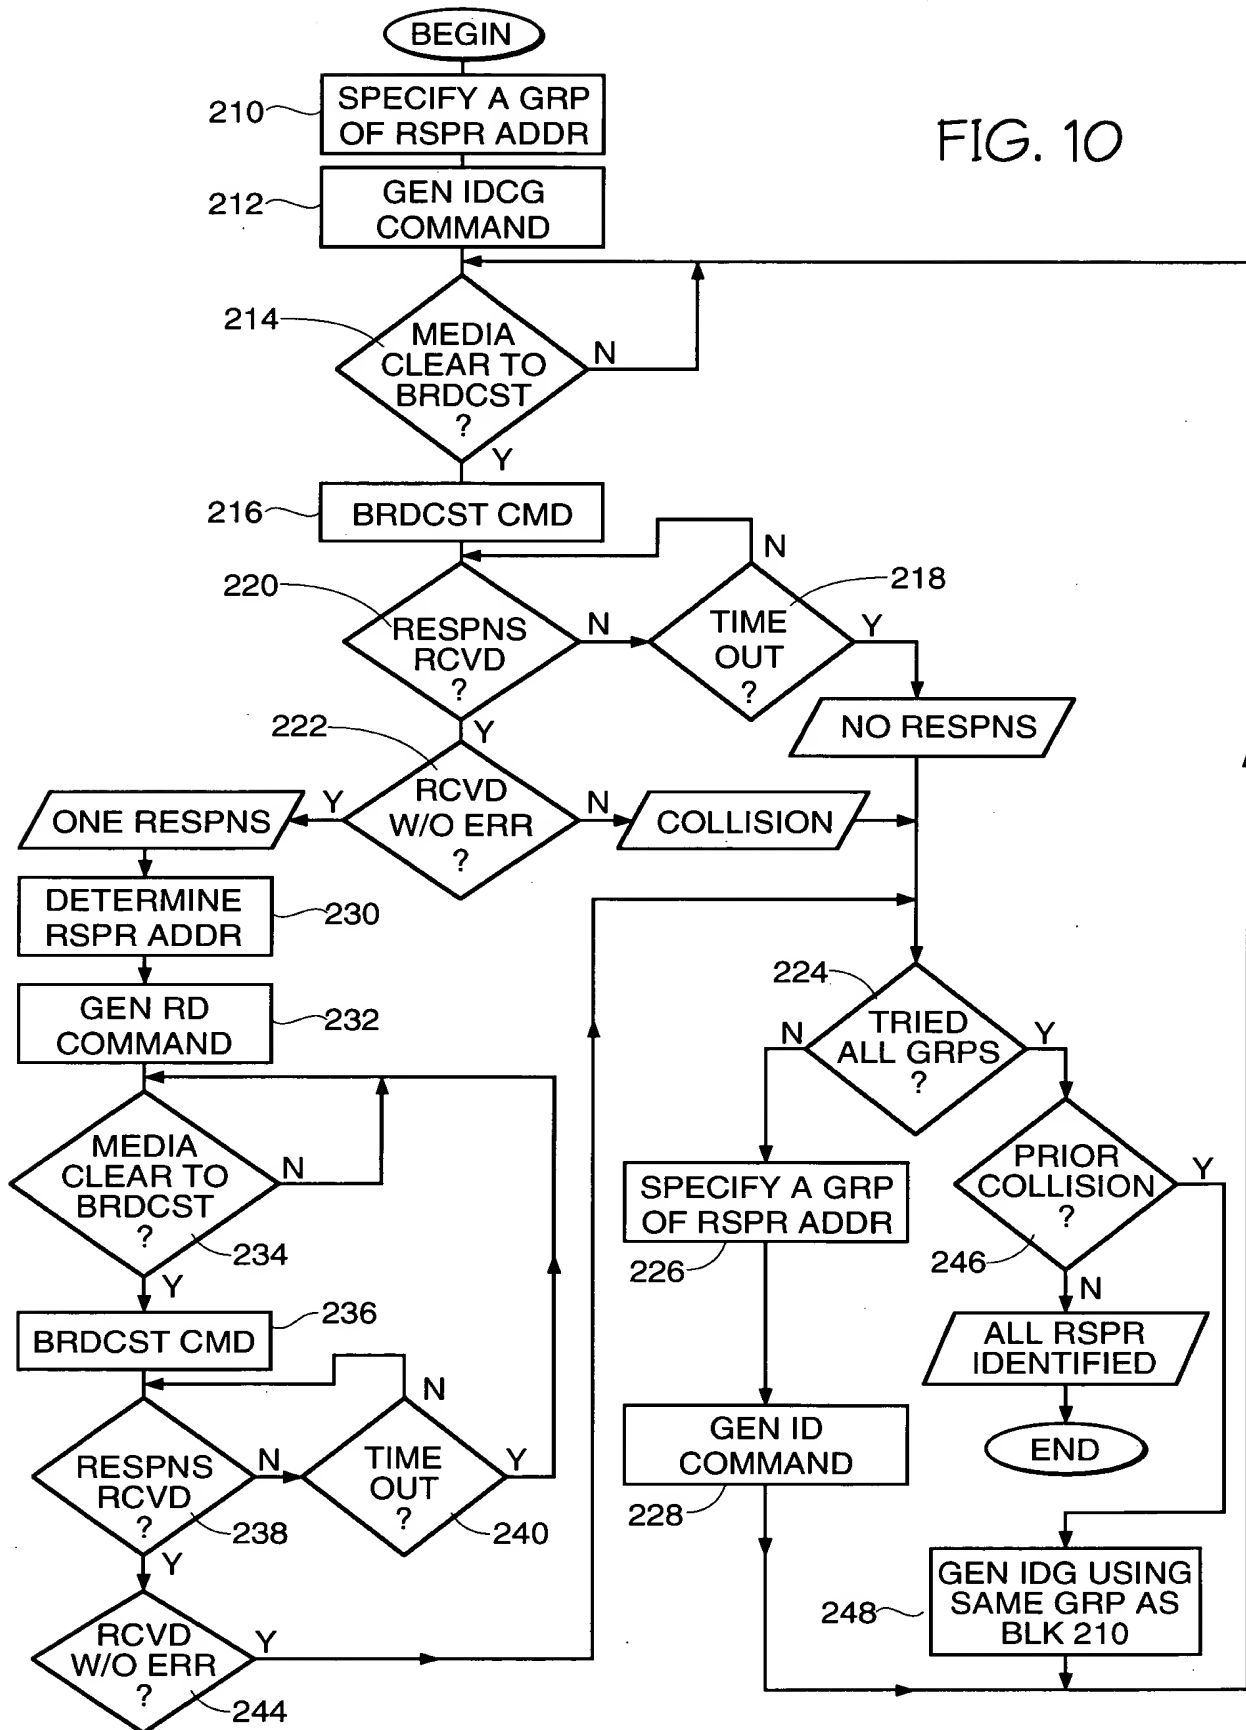 BEGIN
210
SPECIFY A GRP
OF RSPR ADDR
FIG. 10
212
GEN IDCG
COMMAND
214
MEDIA
CLEAR TO
BRDCST
?
N
Y
216
BRDCST CMD
N
220
RESPNS
RCVD
?
N
Y
TIME
OUT
?
218
Y
NO RESPNS
222
RCVD
W/O ERR
?
Y
N
ONE RESPNS
COLLISION
DETERMINE
RSPR ADDR
230
GEN RD
COMMAND
232
MEDIA
CLEAR TO
BRDCST
?
N
234
Y
BRDCST CMD
236
N
RESPNS
RCVD
?
N
238
Y
TIME
OUT
?
Y
240
RCVD
W/O ERR
?
Y
244
224
TRIED
ALL GRPS
?
N
Y
SPECIFY A GRP
OF RSPR ADDR
226
PRIOR
COLLISION
?
Y
246
N
ALL RSPR
IDENTIFIED
END
GEN ID
COMMAND
228
GEN IDG USING
SAME GRP AS
BLK 210
248